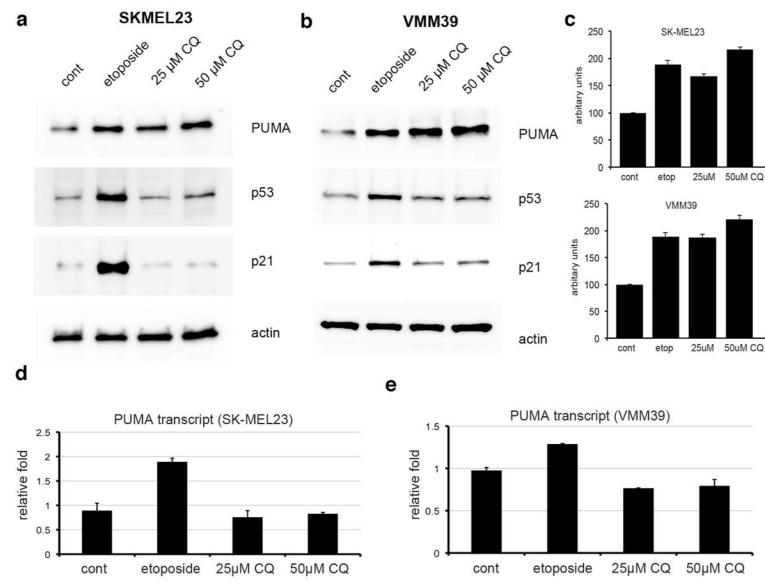 a
SKMEL23
cont
etoposide
25 µM CQ
50 µM CQ
PUMA
p53
p21
actin
b
VMM39
cont
etoposide
25 µM CQ
50 µM CQ
PUMA
p53
p21
actin
c
SK-MEL23
arbitary units
250
200
150
100
50
0
cont etop 25uM 50uM CQ
VMM39
arbitary units
250
200
150
100
50
0
cont etop 25uM 50uM CQ
d
PUMA transcript (SK-MEL23)
relative fold
2.5
2
1.5
1
0.5
0
cont etoposide 25µM CQ 50µM CQ
e
PUMA transcript (VMM39)
relative fold
1.5
1
0.5
0
cont etoposide 25µM CQ 50µM CQ